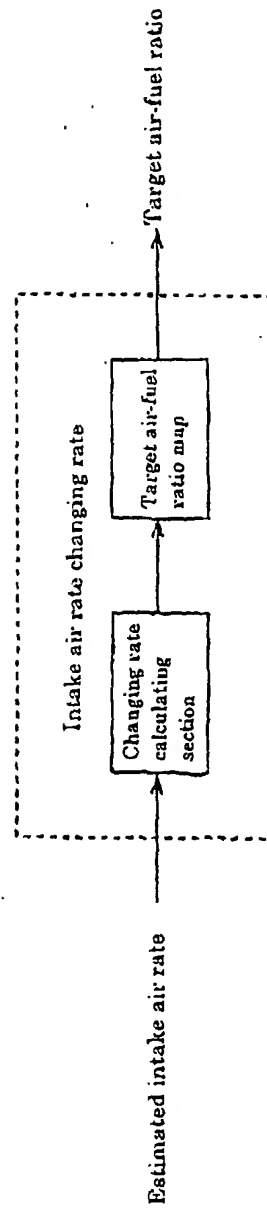 Estimated intake air rate
Intake air rate changing rate
Changing rate
calculating
section
Target air-fuel
ratio map
Target air-fuel ratio